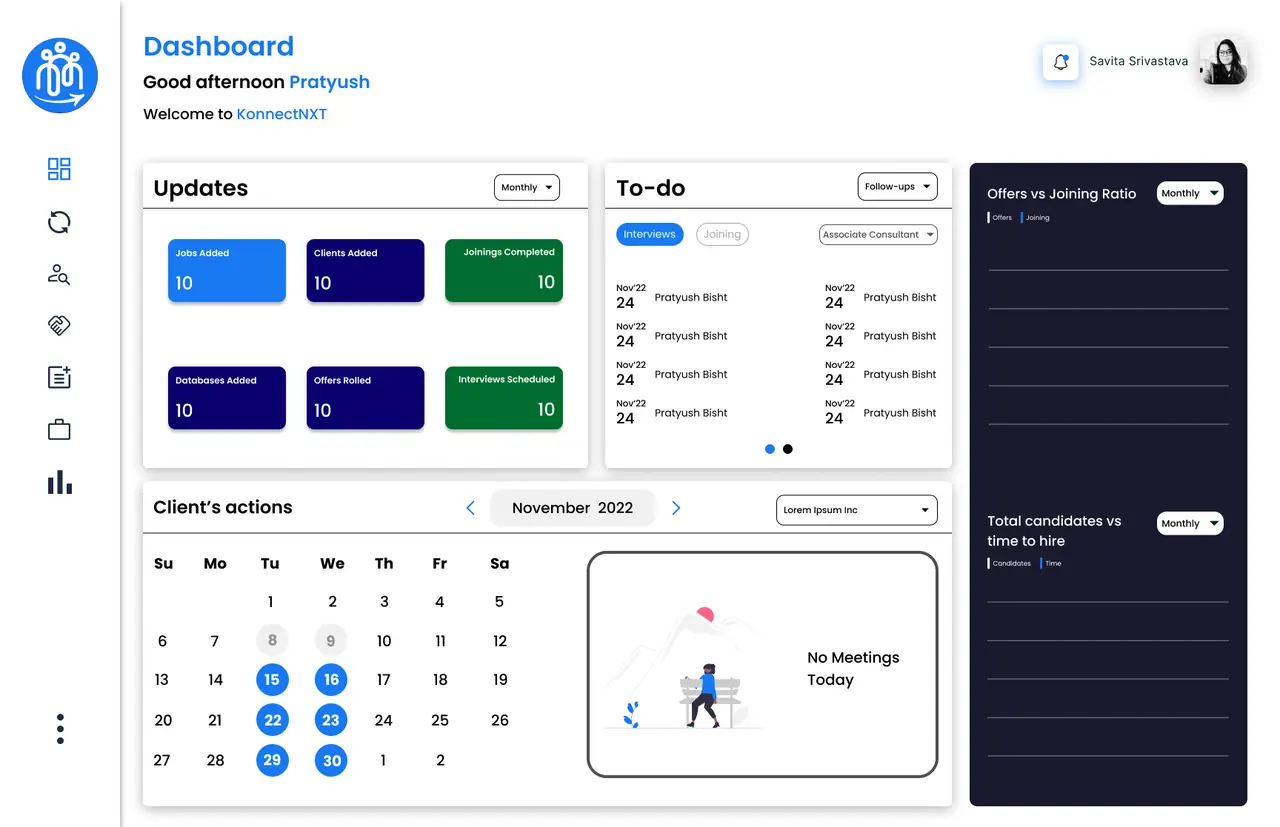 Dashboard
Good afternoon Pratyush
Welcome to KonnectNXT
Savita Srivastava
Updates
Monthly
Jobs Added
10
Clients Added
10
Joinings Completed
10
Databases Added
10
Offers Rolled
10
Interviews Scheduled
10
To-do
Follow-ups
Interviews
Joining
Associate Consultant
Nov'22
24 Pratyush Bisht
Nov'22
24 Pratyush Bisht
Nov'22
24 Pratyush Bisht
Nov'22
24 Pratyush Bisht
Nov'22
24 Pratyush Bisht
Nov'22
24 Pratyush Bisht
Nov'22
24 Pratyush Bisht
Nov'22
24 Pratyush Bisht
Offers vs Joining Ratio
Monthly
Offers Joining
Total candidates vs
time to hire
Monthly
Candidates Time
Client's actions
November 2022
Lorem Ipsum Inc
Su Mo Tu We Th Fr Sa
1 2 3 4 5
6 7 8 9 10 11 12
13 14 15 16 17 18 19
20 21 22 23 24 25 26
27 28 29 30 1 2
No Meetings
Today